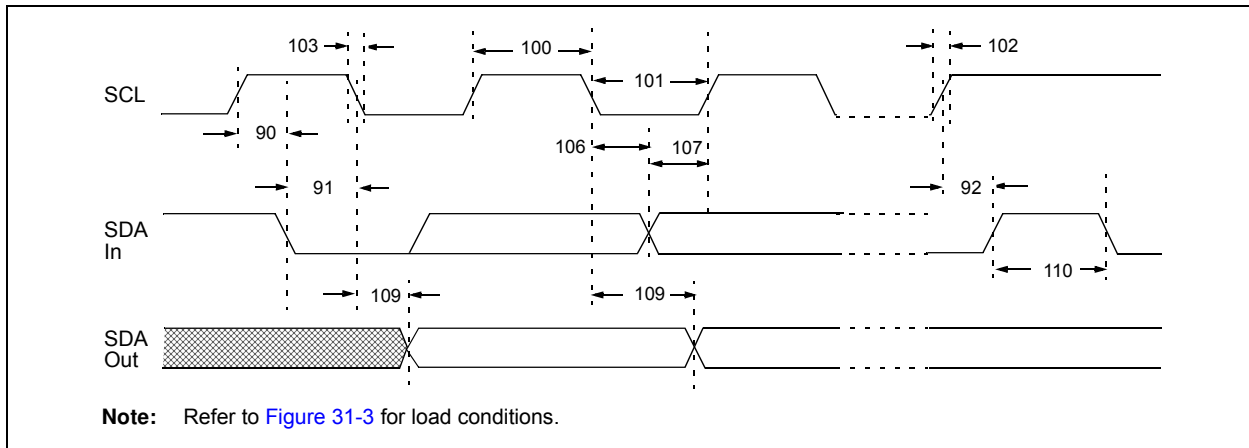 103
100
102
SCL
101
90
106
107
91
92
SDA
In
110
109
109
SDA
Out
Note: Refer to Figure 31-3 for load conditions.